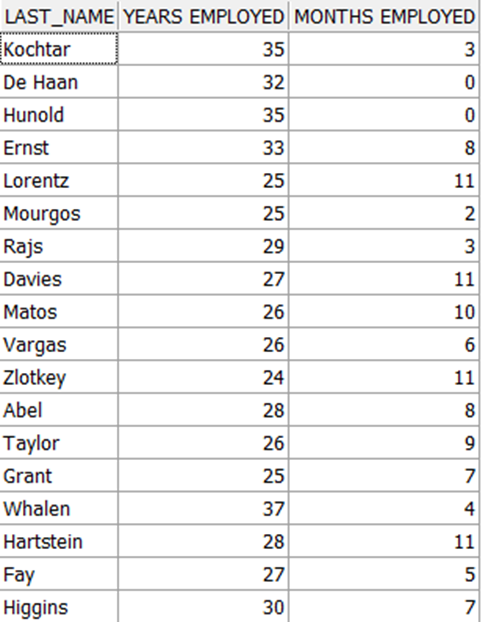 LAST_NAME YEARS EMPLOYED MONTHS EMPLOYED
Kochtar 35 3
De Haan 32 0
Hunold 35 0
Ernst 33 8
Lorentz 25 11
Mourgos 25 2
Rajs 29 3
Davies 27 11
Matos 26 10
Vargas 26 6
Zlotkey 24 11
Abel 28 8
Taylor 26 9
Grant 25 7
Whalen 37 4
Hartstein 28 11
Fay 27 5
Higgins 30 7